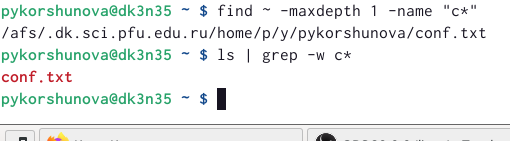 pykorshunova@dk3n35 ~ $ find ~ -maxdepth 1 -name "c*"
/afs/.dk.sci.pfu.edu.ru/home/p/y/pykorshunova/conf.txt
pykorshunova@dk3n35 ~ $ ls | grep -w c*
conf.txt
pykorshunova@dk3n35 ~ $